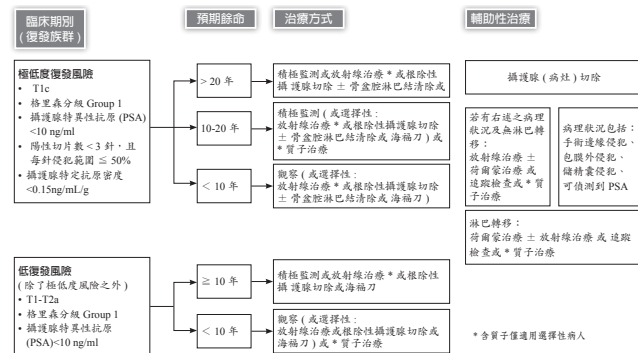 臨床期別
(復發族群)
預期餘命
治療方式
輔助性治療
極低度復發風險
• T1c
• 格里森分級 Group 1
• 攝護腺特異性抗原 (PSA)
<10 ng/ml
• 陽性切片數 < 3 針,且
每針侵犯範圍 ≦ 50%
• 攝護腺特定抗原密度
<0.15ng/mL/g
> 20 年
積極監測或放射線治療 * 或根除性
攝 護腺切除 ± 骨盆腔淋巴結清除或
10-20 年
積極監測 ( 或選擇性:
放射線治療 * 或根除性攝護腺切除
± 骨盆腔淋巴結清除或 海福刀 ) 或
* 質子治療
< 10 年
觀察 ( 或選擇性:
放射線治療 * 或根除性攝護腺切除
± 骨盆腔淋巴結清除或 海福刀 )
攝護腺 ( 病灶 ) 切除
若有右述之病理
狀況及無淋巴轉
移:
放射線治療 ±
荷爾蒙治療 或
追蹤檢查或 * 質
子治療
病理狀況包括:
手術邊緣侵犯、
包膜外侵犯、
儲精囊侵犯、
可偵測到 PSA
淋巴轉移:
荷爾蒙治療 ± 放射線治療 或 追蹤
檢查或 * 質子治療
低復發風險
( 除了極低度風險之外 )
• T1-T2a
• 格里森分級 Group 1
• 攝護腺特異性抗原
(PSA)<10 ng/ml
≧ 10 年
積極監測或放射線治療 * 或根除性
攝 護腺切除或海福刀
< 10 年
觀察 ( 或選擇性:
放射線治療或根除性攝護腺切除或
海福刀 ) 或 * 質子治療
* 含質子僅適用選擇性病人